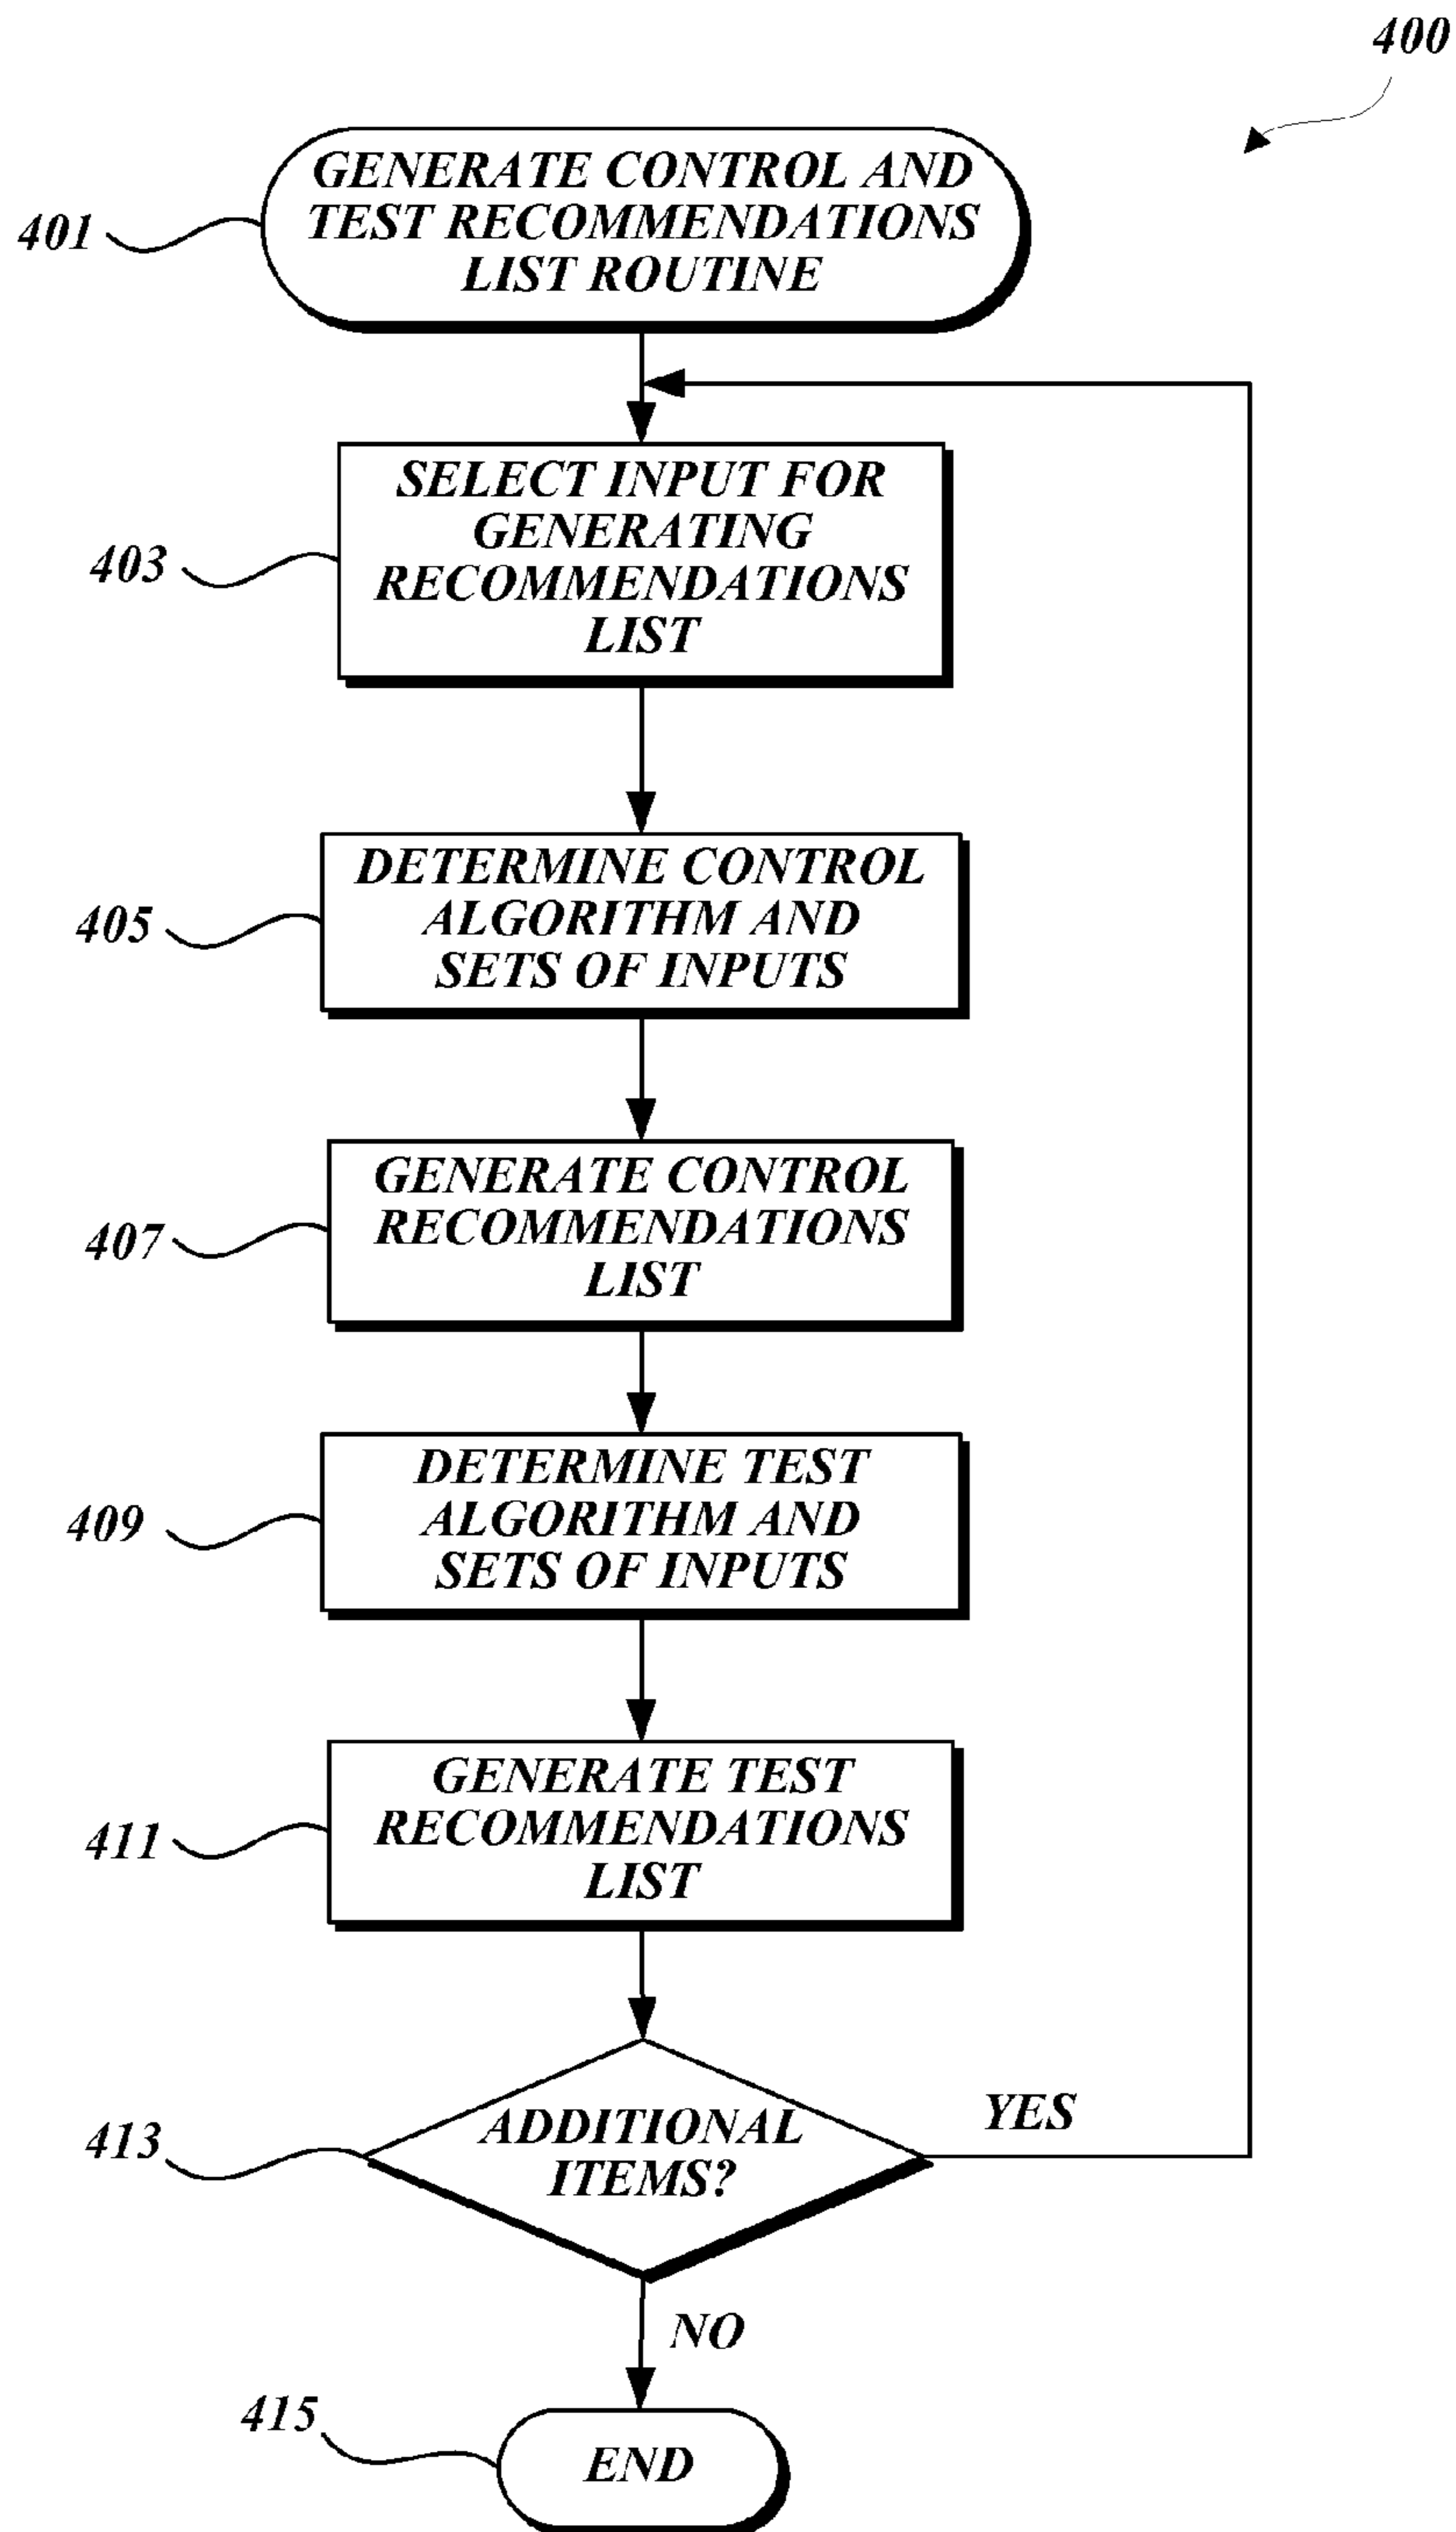 400
401
GENERATE CONTROL AND
TEST RECOMMENDATIONS
LIST ROUTINE
403
SELECT INPUT FOR
GENERATING
RECOMMENDATIONS
LIST
405
DETERMINE CONTROL
ALGORITHM AND
SETS OF INPUTS
407
GENERATE CONTROL
RECOMMENDATIONS
LIST
409
DETERMINE TEST
ALGORITHM AND
SETS OF INPUTS
411
GENERATE TEST
RECOMMENDATIONS
LIST
413
ADDITIONAL
ITEMS?
YES
NO
415
END